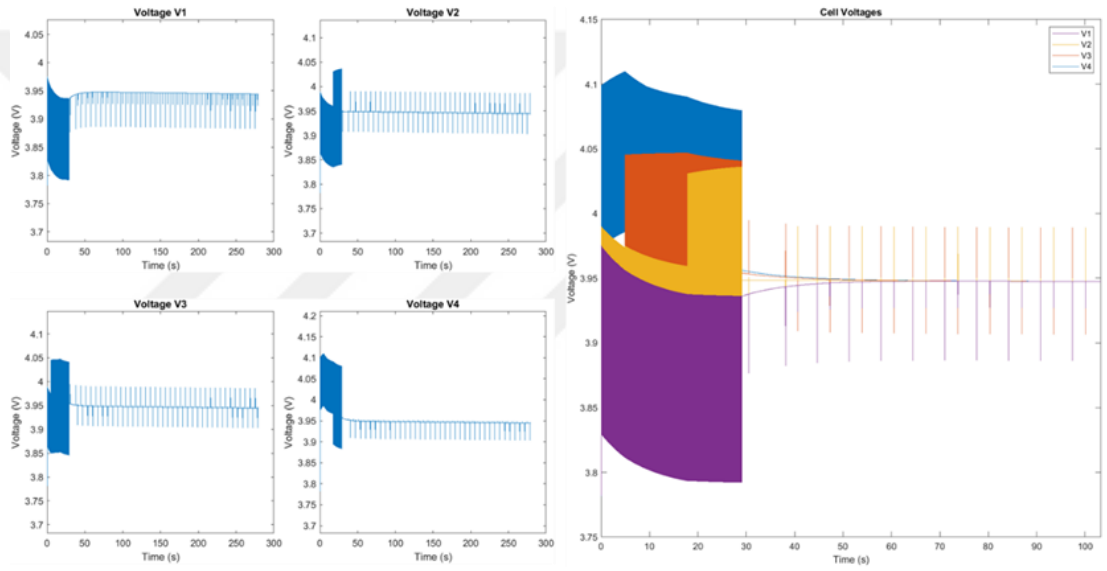 Voltage V1
4.05
4
3.95
3.9
3.85
3.8
3.75
3.7
Voltage (V)
0 50 100 150 200 250 300
Time (s)
Voltage V2
4.1
4.05
4
3.95
3.9
3.85
3.8
3.75
3.7
Voltage (V)
0 50 100 150 200 250 300
Time (s)
Voltage V3
4.15
4.1
4.05
4
3.95
3.9
3.85
3.8
3.75
3.7
Voltage (V)
0 50 100 150 200 250 300
Time (s)
Voltage V4
4.2
4.15
4.1
4.05
4
3.95
3.9
3.85
3.8
3.75
3.7
Voltage (V)
0 50 100 150 200 250 300
Time (s)
Cell Voltages
4.15
4.1
4.05
4
3.95
3.9
3.85
3.8
3.75
Voltage (V)
V1
V2
V3
V4
0 10 20 30 40 50 60 70 80 90 100
Time (s)